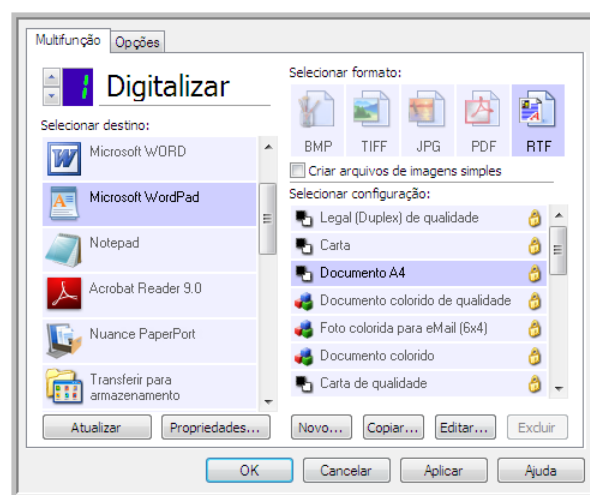 Multifunção
Opções
1
Digitalizar
Selecionar destino:
Microsoft WORD
Microsoft WordPad
Notepad
Acrobat Reader 9.0
Nuance PaperPort
Transferir para
armazenamento
Atualizar
Propriedades...
Selecionar formato:
BMP
TIFF
JPG
PDF
RTF
Criar arquivos de imagens simples
Selecionar configuração:
Legal (Duplex) de qualidade
Carta
Documento A4
Documento colorido de qualidade
Foto colorida para eMail (6x4)
Documento colorido
Carta de qualidade
Novo...
Copiar...
Editar...
Excluir
OK
Cancelar
Aplicar
Ajuda